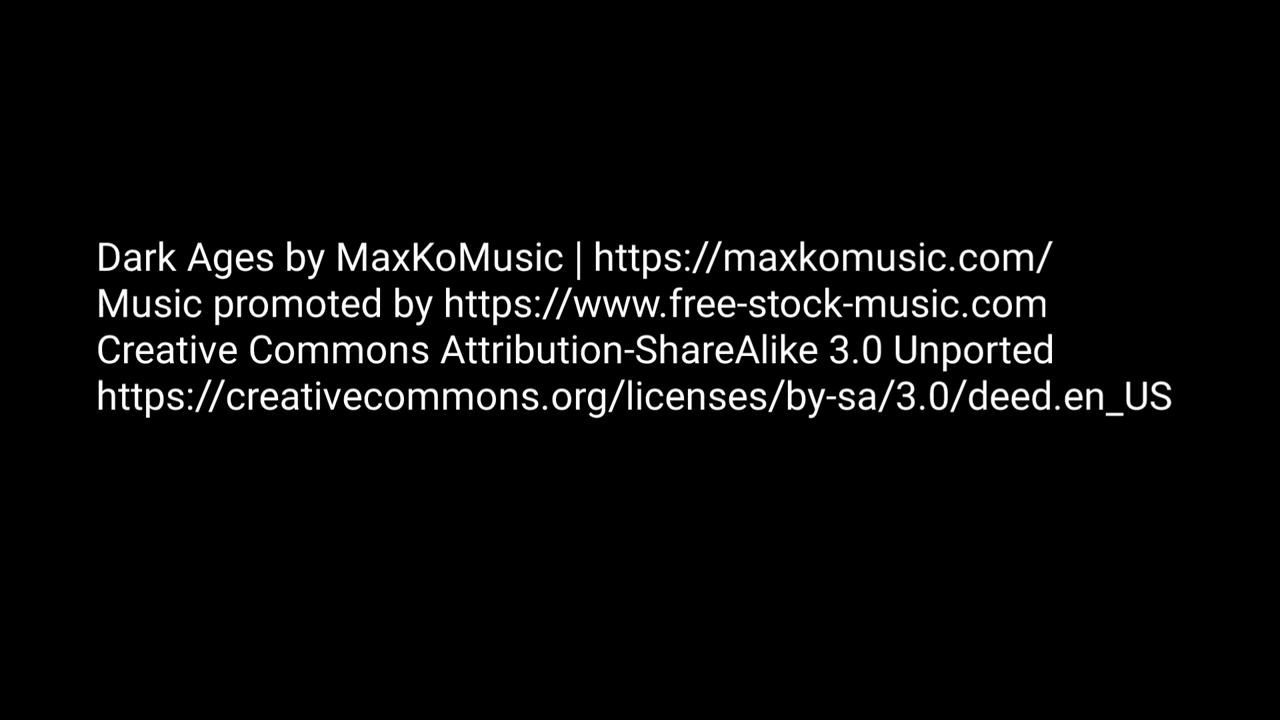 Dark Ages by MaxKoMusic | https://maxkomusic.com/
Music promoted by https://www.free-stock-music.com
Creative Commons Attribution-ShareAlike 3.0 Unported
https://creativecommons.org/licenses/by-sa/3.0/deed.en_US